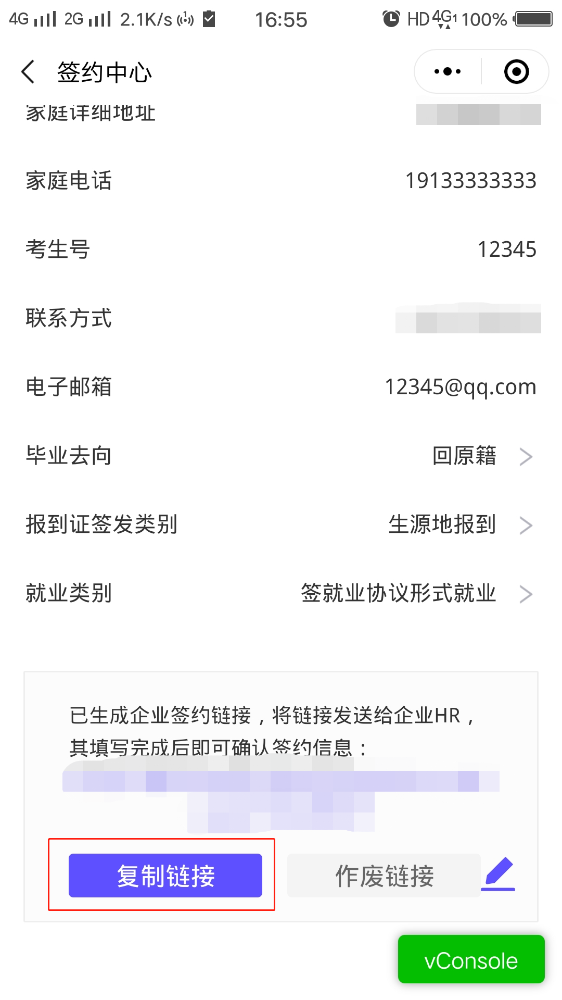 4G 2G 2.1K/s 1 16:55 HD 4G 1 100%
签约中心
家庭详细地址
家庭电话 19133333333
考生号 12345
联系方式
电子邮箱 12345@qq.com
毕业去向 回原籍
报到证签发类别 生源地报到
就业类别 签就业协议形式就业
已生成企业签约链接，将链接发送给企业HR，
其填写完成后即可确认签约信息：
复制链接 作废链接
vConsole